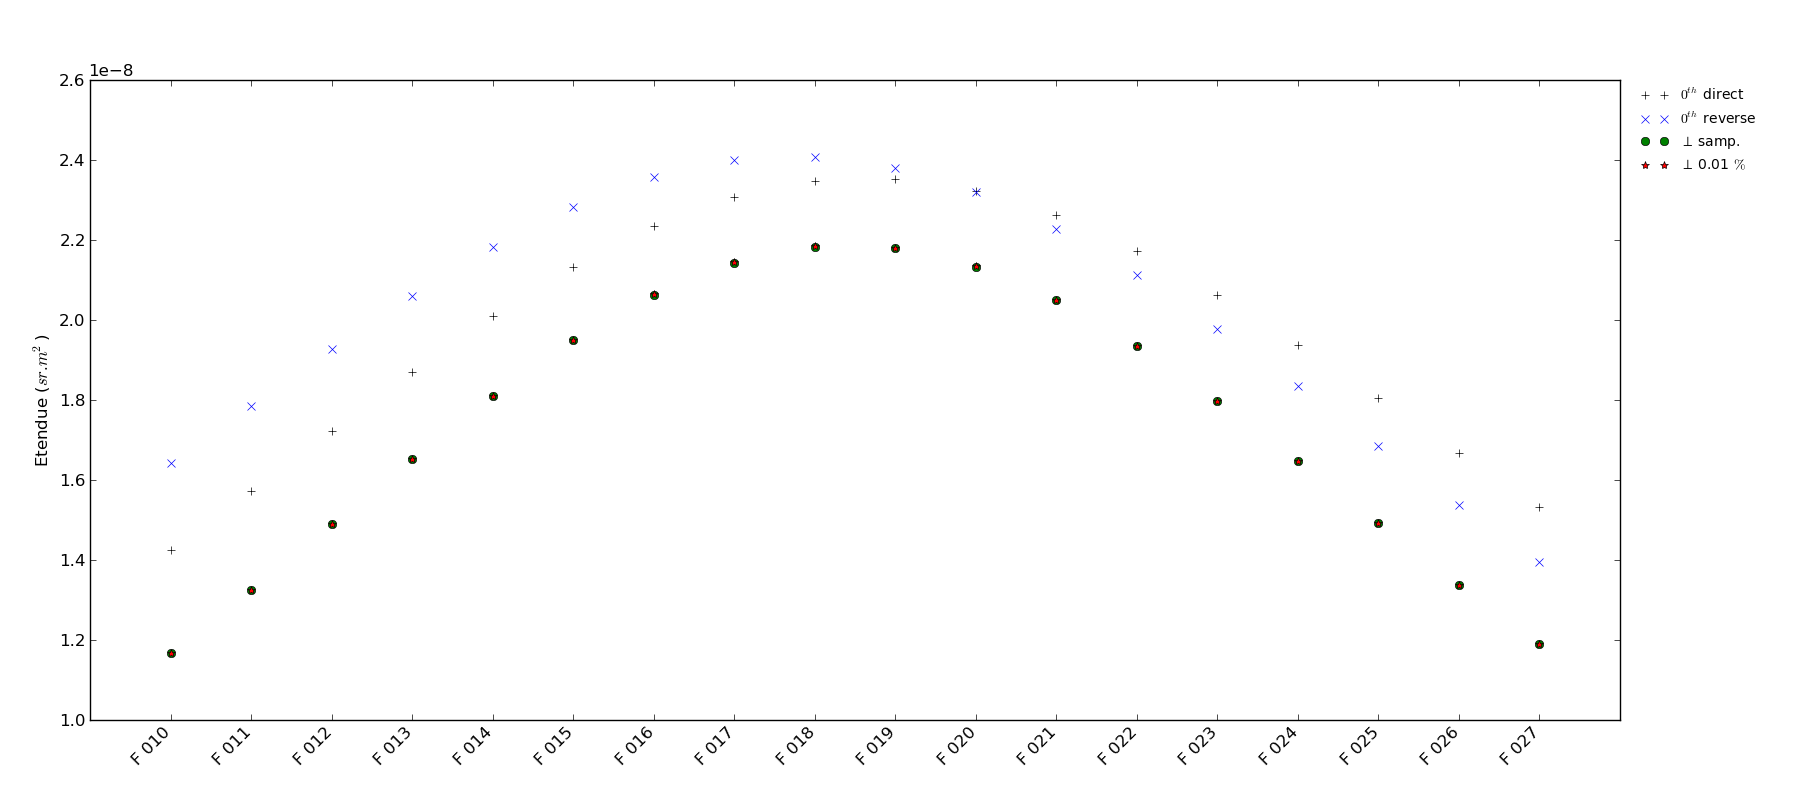 1e−8
2.6
2.4
2.2
2.0
1.8
1.6
1.4
1.2
1.0
Etendue (sr.m²)
F 010
F 011
F 012
F 013
F 014
F 015
F 016
F 017
F 018
F 019
F 020
F 021
F 022
F 023
F 024
F 025
F 026
F 027
0ᵗʰ direct
0ᵗʰ reverse
⊥ samp.
⊥ 0.01 %